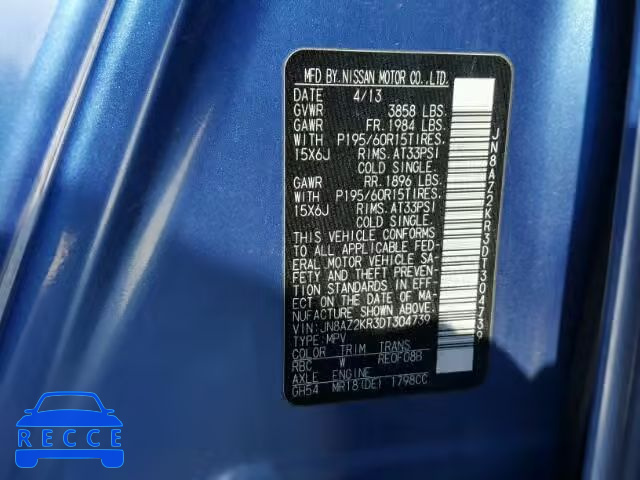 MFD BY. NISSAN MOTOR CO., LTD.
DATE 4/13
GVWR 3858 LBS.
GAWR FR. 1984 LBS.
WITH P195/60R15TIRES.
15X6J RIMS. AT33PSI
COLD SINGLE.
GAWR RR. 1896 LBS.
WITH P195/60R15TIRES.
15X6J RIMS. AT33PSI
COLD SINGLE.
THIS VEHICLE CONFORMS
TO ALL APPLICABLE FED-
ERAL MOTOR VEHICLE SA-
FETY AND THEFT PREVEN-
TION STANDARDS IN EFF-
ECT ON THE DATE OF MA-
NUFACTURE SHOWN ABOVE.
VIN: JN8AZ2KR3DT304739
TYPE: MPV
COLOR TRIM TRANS
RBC W RE0F08B
AXLE ENGINE
GH54 MR18(DE) 1798CC
JN8AZ2KR3DT304739
RECCE